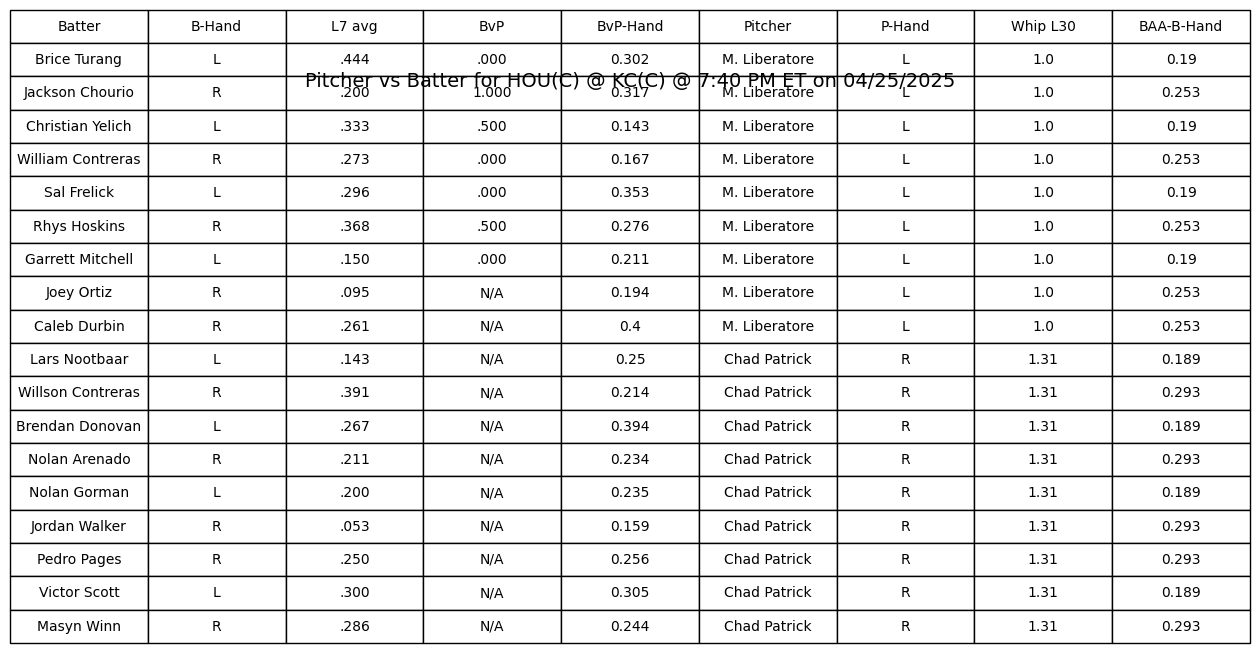 Batter B-Hand L7 avg BvP BvP-Hand Pitcher P-Hand Whip L30 BAA-B-Hand
Brice Turang L .444 .000 0.302 M. Liberatore L 1.0 0.19
Pitcher vs Batter for HOU(C) @ KC(C) @ 7:40 PM ET on 04/25/2025
Jackson Chourio R .200 1.000 0.317 M. Liberatore L 1.0 0.253
Christian Yelich L .333 .500 0.143 M. Liberatore L 1.0 0.19
William Contreras R .273 .000 0.167 M. Liberatore L 1.0 0.253
Sal Frelick L .296 .000 0.353 M. Liberatore L 1.0 0.19
Rhys Hoskins R .368 .500 0.276 M. Liberatore L 1.0 0.253
Garrett Mitchell L .150 .000 0.211 M. Liberatore L 1.0 0.19
Joey Ortiz R .095 N/A 0.194 M. Liberatore L 1.0 0.253
Caleb Durbin R .261 N/A 0.4 M. Liberatore L 1.0 0.253
Lars Nootbaar L .143 N/A 0.25 Chad Patrick R 1.31 0.189
Willson Contreras R .391 N/A 0.214 Chad Patrick R 1.31 0.293
Brendan Donovan L .267 N/A 0.394 Chad Patrick R 1.31 0.189
Nolan Arenado R .211 N/A 0.234 Chad Patrick R 1.31 0.293
Nolan Gorman L .200 N/A 0.235 Chad Patrick R 1.31 0.189
Jordan Walker R .053 N/A 0.159 Chad Patrick R 1.31 0.293
Pedro Pages R .250 N/A 0.256 Chad Patrick R 1.31 0.293
Victor Scott L .300 N/A 0.305 Chad Patrick R 1.31 0.189
Masyn Winn R .286 N/A 0.244 Chad Patrick R 1.31 0.293